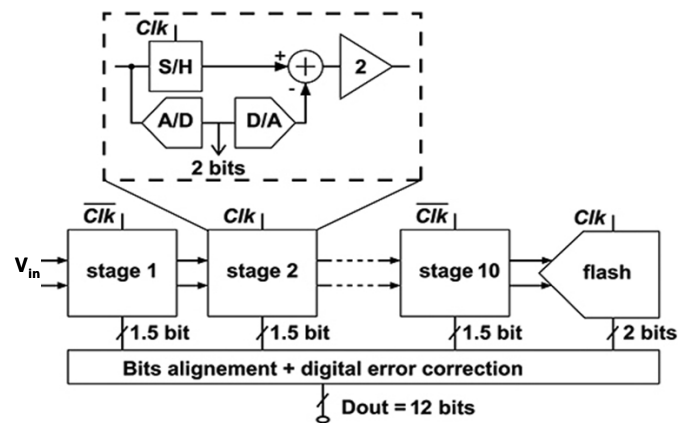 Clk
S/H
+
+
-
2
A/D
D/A
2 bits
Clk
Clk
Clk
Clk
Vin
stage 1
stage 2
stage 10
flash
1.5 bit
1.5 bit
1.5 bit
2 bits
Bits alignement + digital error correction
Dout = 12 bits